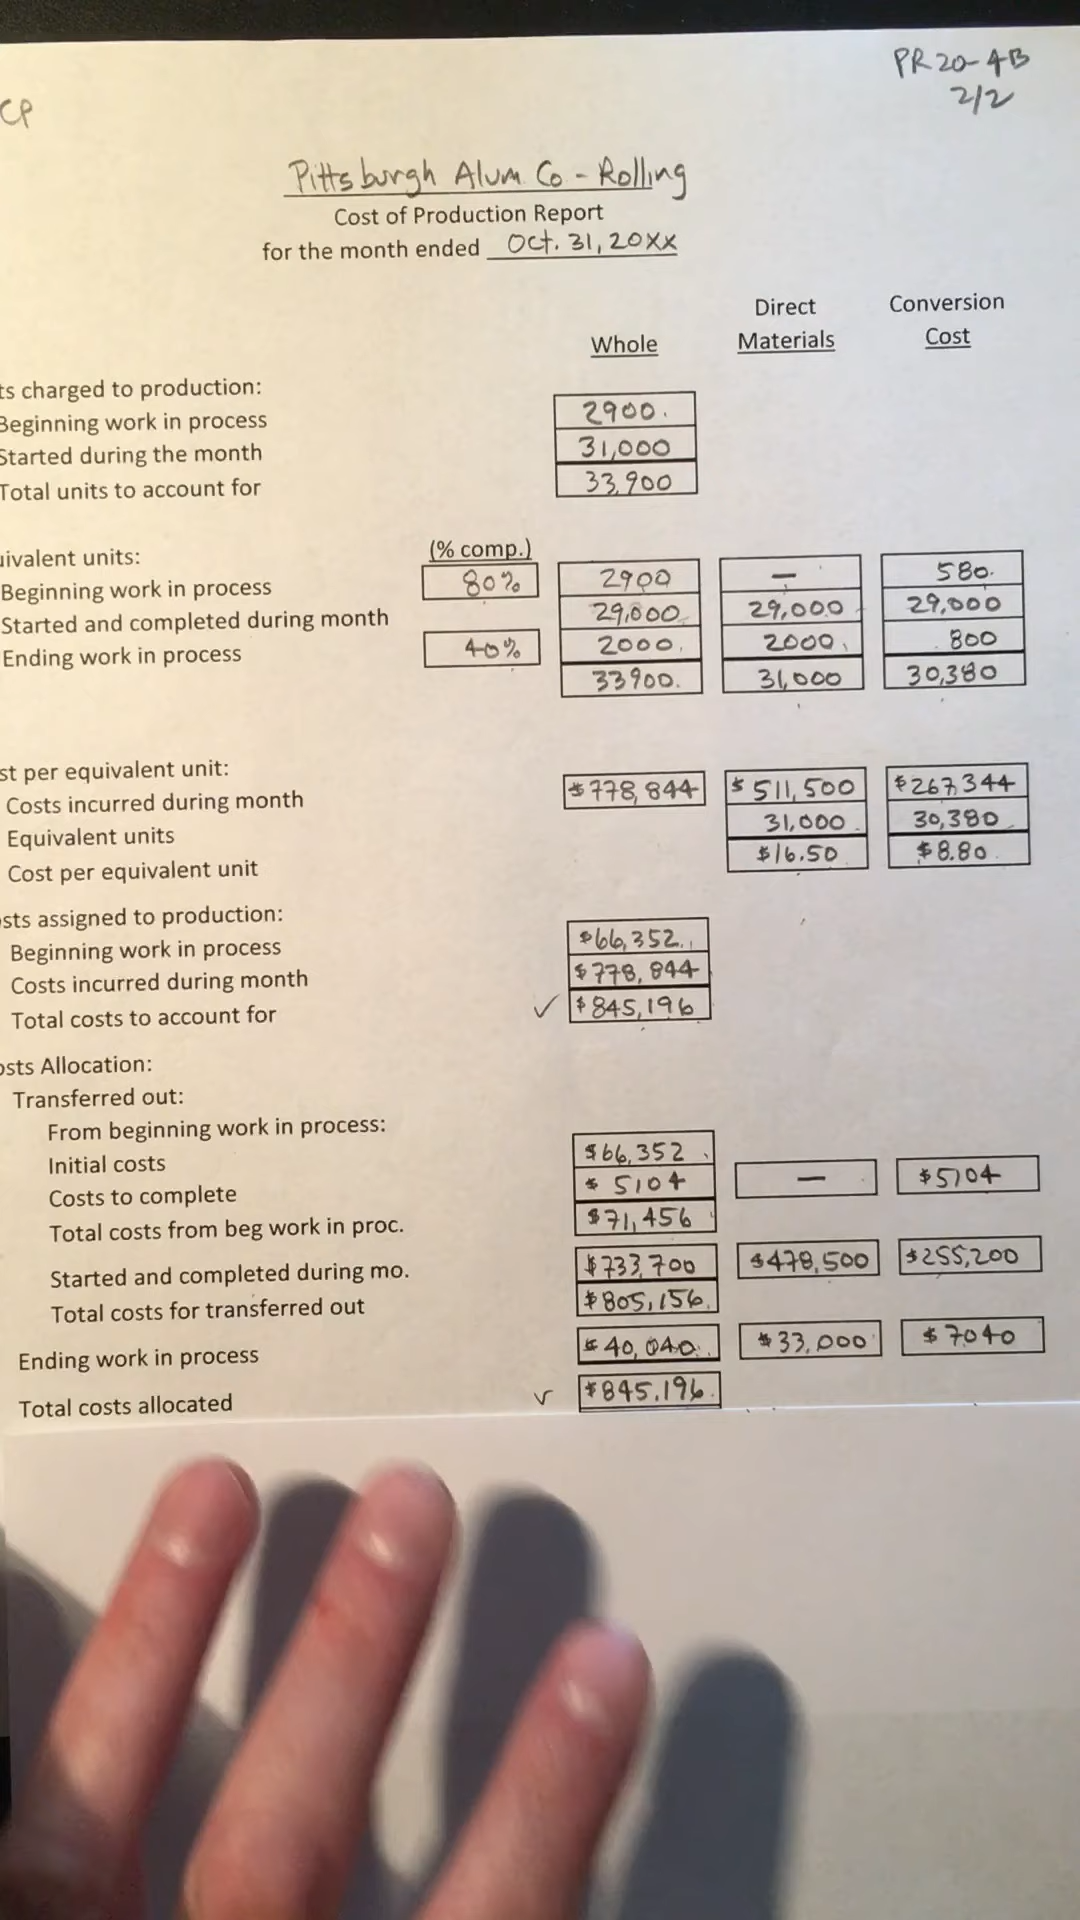 PR 20-4B
2/2
CP
Pittsburgh Alum. Co - Rolling
Cost of Production Report
for the month ended Oct. 31, 20XX
Whole Direct Materials Conversion Cost
ts charged to production:
Beginning work in process 2900.
Started during the month 31,000
Total units to account for 33,900
uivalent units: (% comp.)
Beginning work in process 80% 2900 — 580.
Started and completed during month 29,000 29,000 29,000
Ending work in process 40% 2000 2000 800
33900. 31,000 30,380
st per equivalent unit:
Costs incurred during month $778,844 $511,500 $267,344
Equivalent units 31,000 30,380
Cost per equivalent unit $16.50 $8.80
osts assigned to production:
Beginning work in process $66,352
Costs incurred during month $778,844
Total costs to account for ✓ $845,196
osts Allocation:
Transferred out:
From beginning work in process:
Initial costs $66,352
Costs to complete $5104 — $5104
Total costs from beg work in proc. $71,456
Started and completed during mo. $733,700 $478,500 $255,200
Total costs for transferred out $805,156
Ending work in process $40,040 $33,000 $7040
Total costs allocated ✓ $845,196